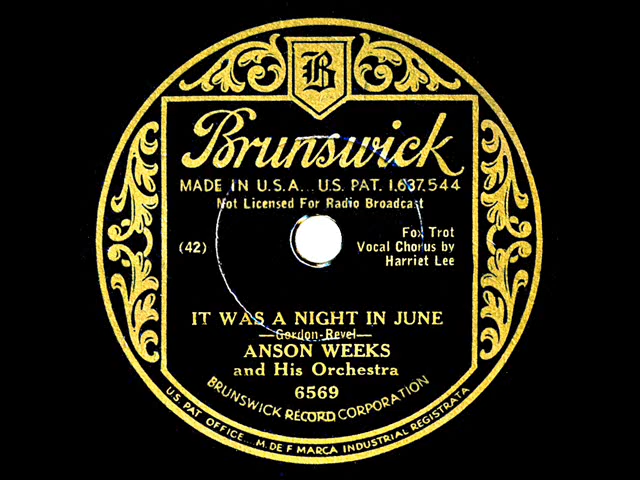 B
Brunswick
MADE IN U.S.A... U.S. PAT. 1.637.544
Not Licensed For Radio Broadcast
(42)
Fox Trot
Vocal Chorus by
Harriet Lee
IT WAS A NIGHT IN JUNE
—Gordon-Revel—
ANSON WEEKS
and His Orchestra
6569
BRUNSWICK RECORD CORPORATION
U.S. PAT. OFFICE... M. DE F. MARCA INDUSTRIAL REGISTRATA